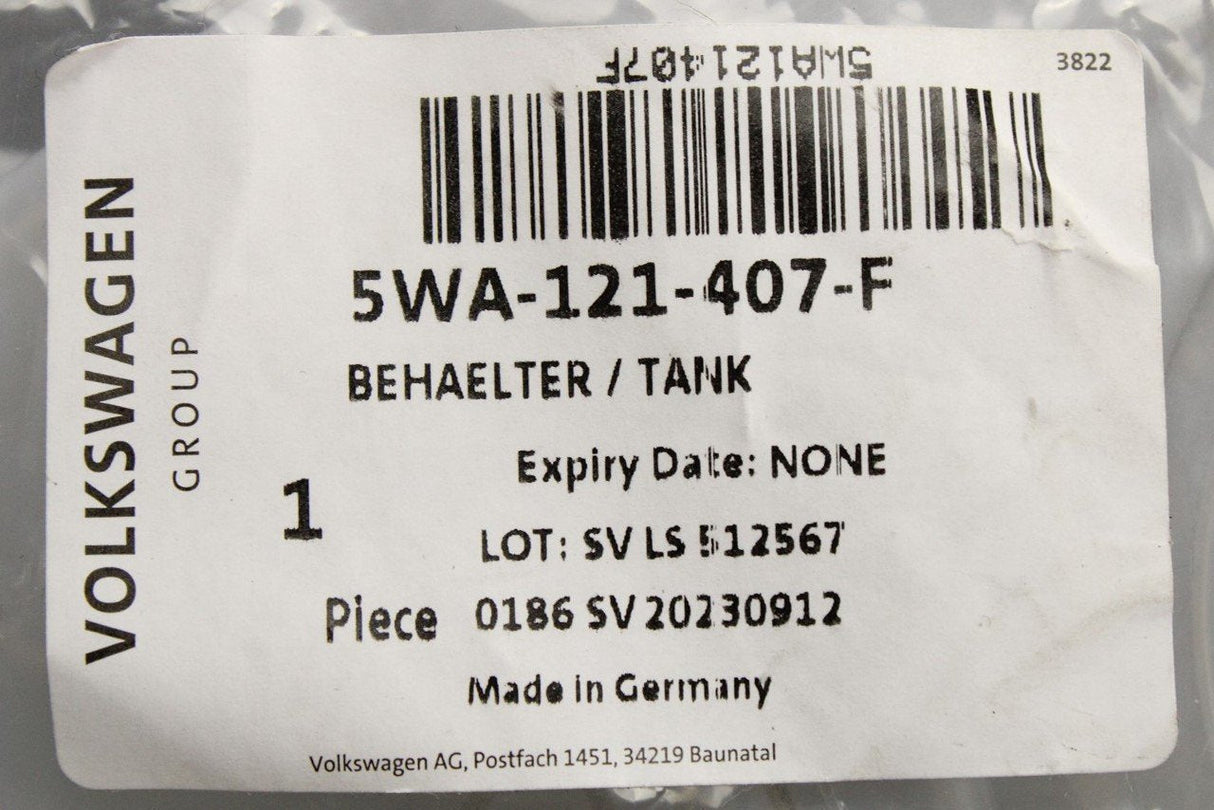 5WA121407F
3822
5WA-121-407-F
BEHAELTER / TANK
Expiry Date: NONE
1
LOT: SV LS 512567
Piece 0186 SV 20230912
Made in Germany
Volkswagen AG, Postfach 1451, 34219 Baunatal
VOLKSWAGEN
GROUP